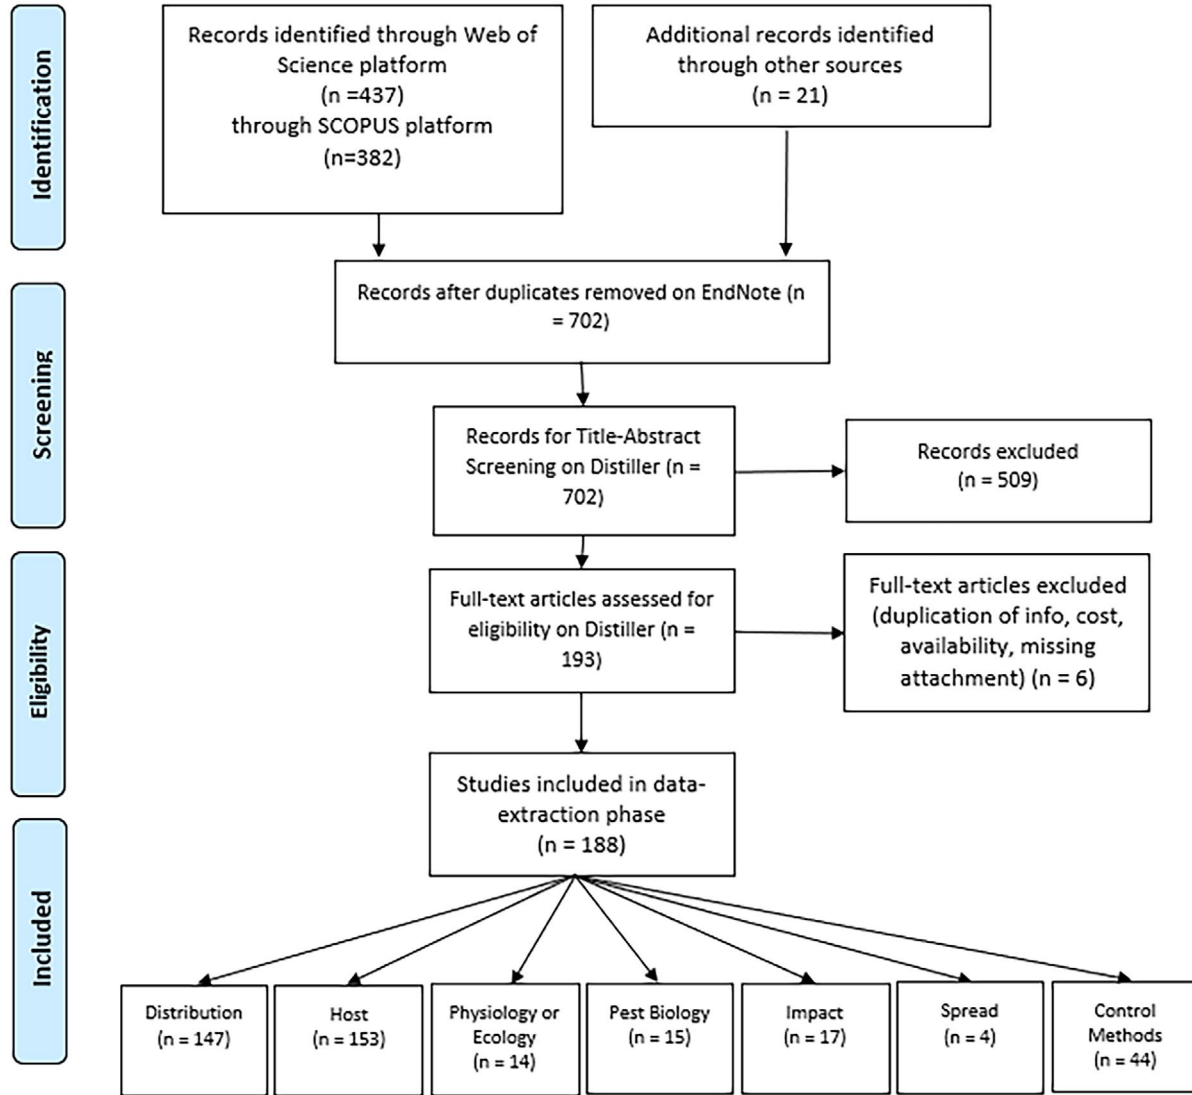 Identification
Records identified through Web of
Science platform
(n =437)
through SCOPUS platform
(n=382)
Additional records identified
through other sources
(n = 21)
Screening
Records after duplicates removed on EndNote (n
= 702)
Records for Title-Abstract
Screening on Distiller (n =
702)
Records excluded
(n = 509)
Eligibility
Full-text articles assessed for
eligibility on Distiller (n =
193)
Full-text articles excluded
(duplication of info, cost,
availability, missing
attachment) (n = 6)
Included
Studies included in data-
extraction phase
(n = 188)
Distribution
(n = 147)
Host
(n = 153)
Physiology or
Ecology
(n = 14)
Pest Biology
(n = 15)
Impact
(n = 17)
Spread
(n = 4)
Control
Methods
(n = 44)